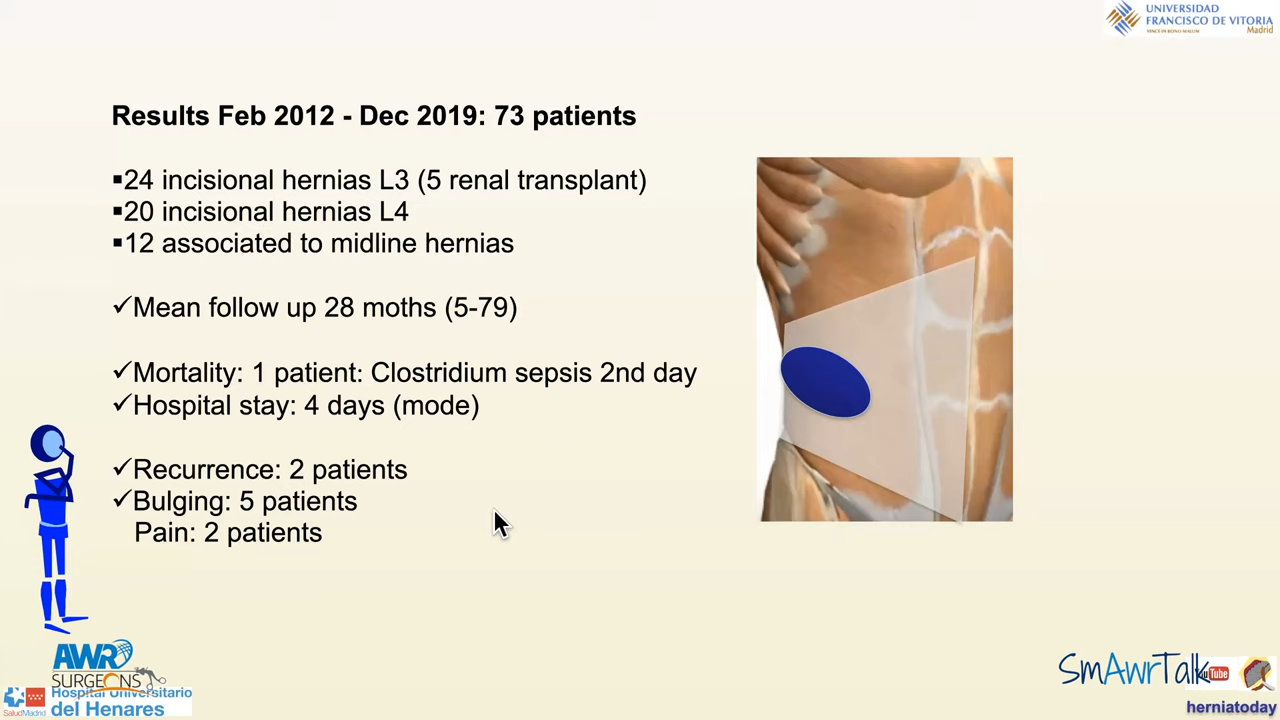 UNIVERSIDAD
FRANCISCO DE VITORIA
Madrid
Results Feb 2012 - Dec 2019: 73 patients
▪24 incisional hernias L3 (5 renal transplant)
▪20 incisional hernias L4
▪12 associated to midline hernias
✓Mean follow up 28 moths (5-79)
✓Mortality: 1 patient: Clostridium sepsis 2nd day
✓Hospital stay: 4 days (mode)
✓Recurrence: 2 patients
✓Bulging: 5 patients
Pain: 2 patients
AWR
SURGEONS
Hospital Universitario
del Henares
SaludMadrid
SmAwrTalk
Tube
herniatoday